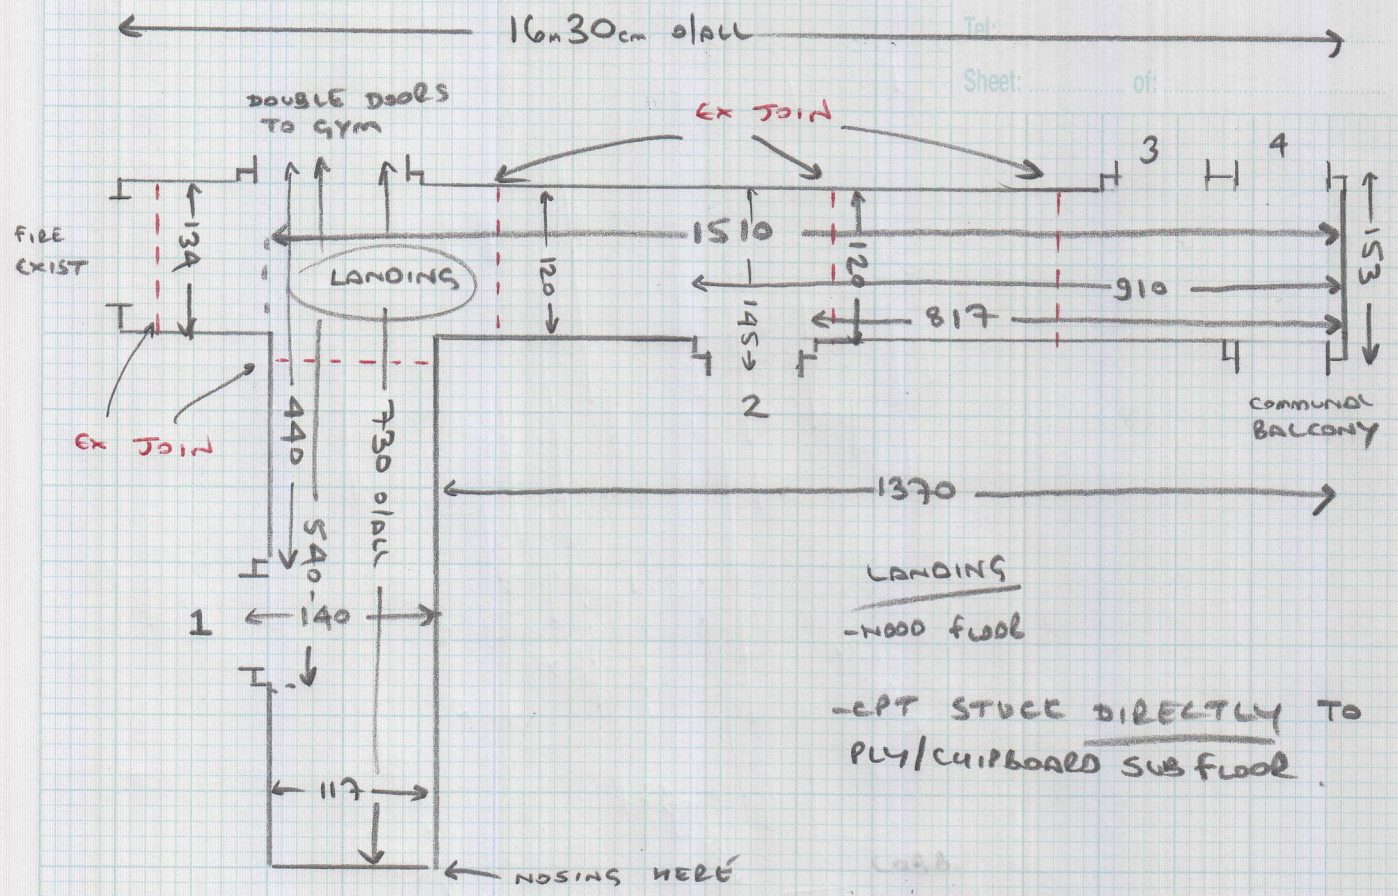 16m30cm o/ALL
Tel:
Sheet: of:
DOUBLE DOORS
TO GYM
EX JOIN
3
4
FIRE
EXIST
134
LANDING
120
1510
145
120
910
817
153
2
COMMUNAL
BALCONY
EX JOIN
440
540
730 o/ALL
1370
1
140
117
NOSING HERE
LANDING
-WOOD FLOOR
-CPT STUCK DIRECTLY TO
PLY/CHIPBOARD SUBFLOOR.